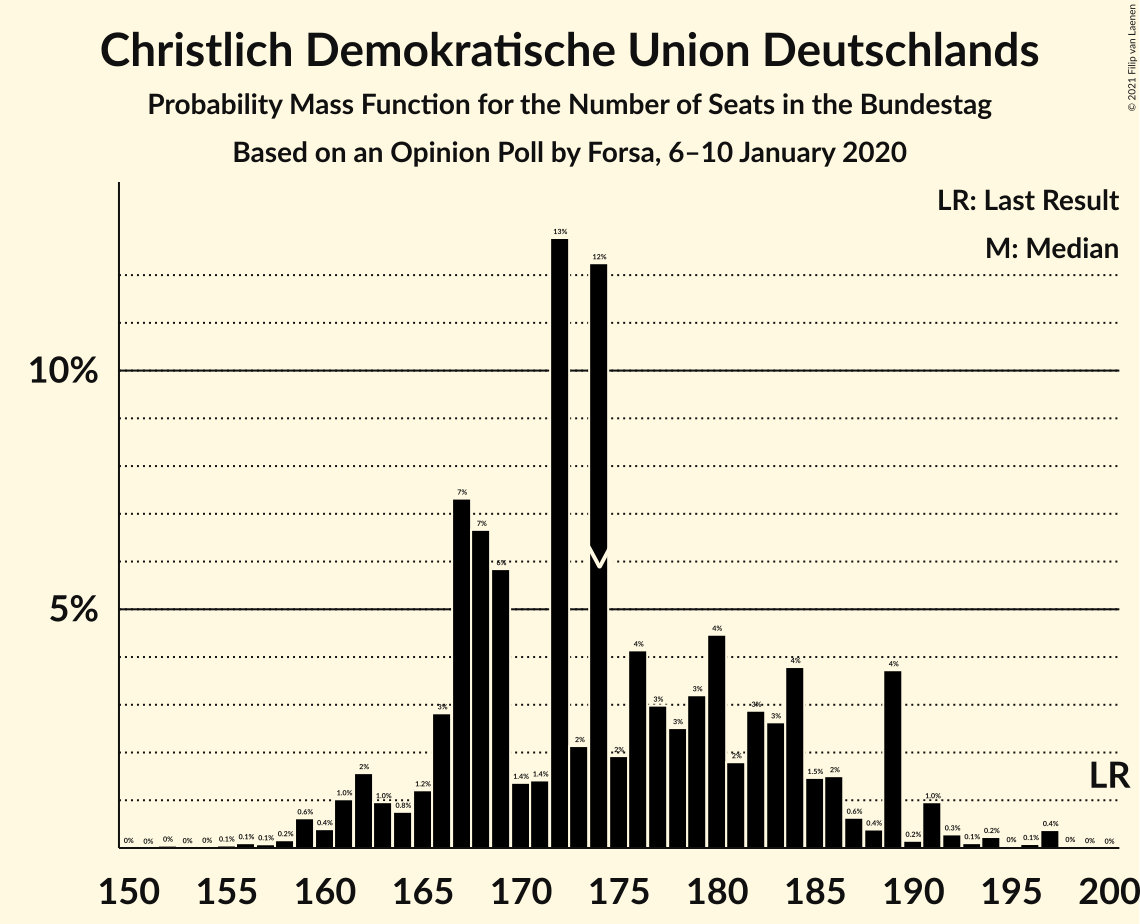 Christlich Demokratische Union Deutschlands
Probability Mass Function for the Number of Seats in the Bundestag
Based on an Opinion Poll by Forsa, 6–10 January 2020
© 2021 Filip van Laenen
LR: Last Result
M: Median
10%
5%
0% 0% 0% 0% 0% 0.1% 0.1% 0.1% 0.2% 0.6% 0.4% 1.0% 2% 1.0% 0.8% 1.2% 3% 7% 7% 6% 1.4% 1.4% 13% 2% 12% 2% 4% 3% 3% 3% 4% 2% 3% 3% 4% 1.5% 2% 0.6% 0.4% 4% 0.2% 1.0% 0.3% 0.1% 0.2% 0% 0.1% 0.4% 0% 0% 0%
LR
150 155 160 165 170 175 180 185 190 195 200